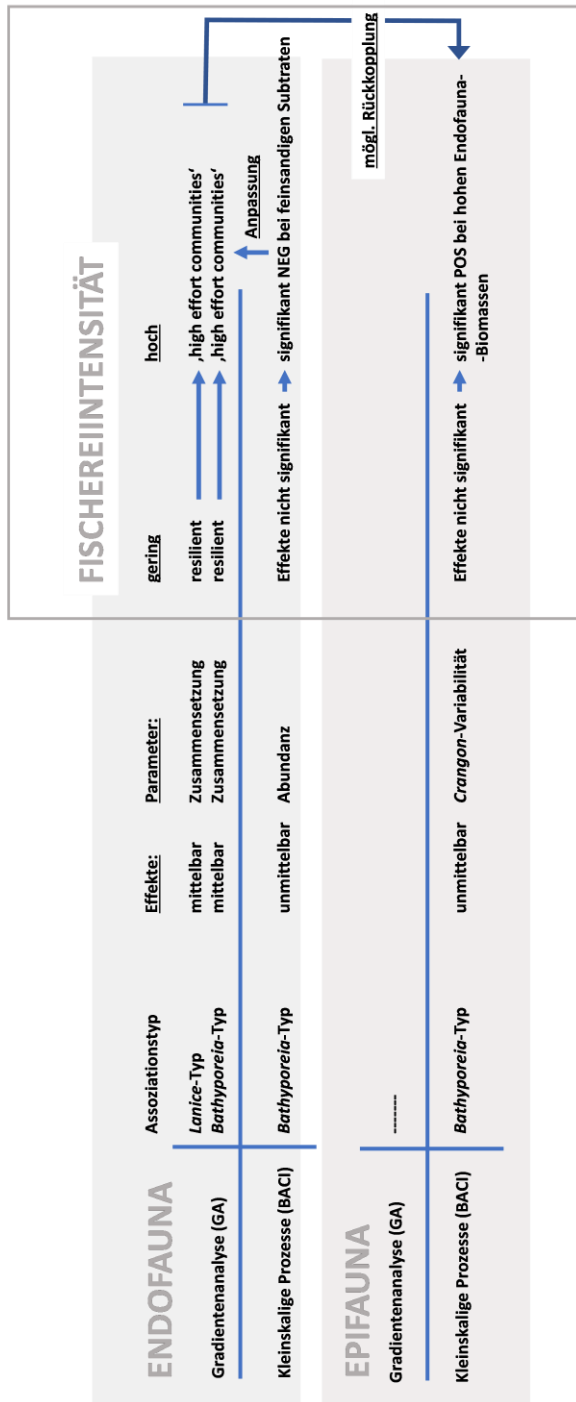 FISCHEREIINTENSITÄT
ENDOFAUNA
Assoziationstyp Effekte: Parameter: gering hoch
Gradientenanalyse (GA) Lanice-Typ mittelbar Zusammensetzung resilient ‚high effort communities‘
Bathyporeia-Typ mittelbar Zusammensetzung resilient ‚high effort communities‘
Anpassung
Kleinskalige Prozesse (BACI) Bathyporeia-Typ unmittelbar Abundanz Effekte nicht signifikant signifikant NEG bei feinsandigen Subtraten
EPIFAUNA
mögl. Rückkopplung
Gradientenanalyse (GA) -------
Kleinskalige Prozesse (BACI) Bathyporeia-Typ unmittelbar Crangon-Variabilität Effekte nicht signifikant signifikant POS bei hohen Endofauna-
-Biomassen